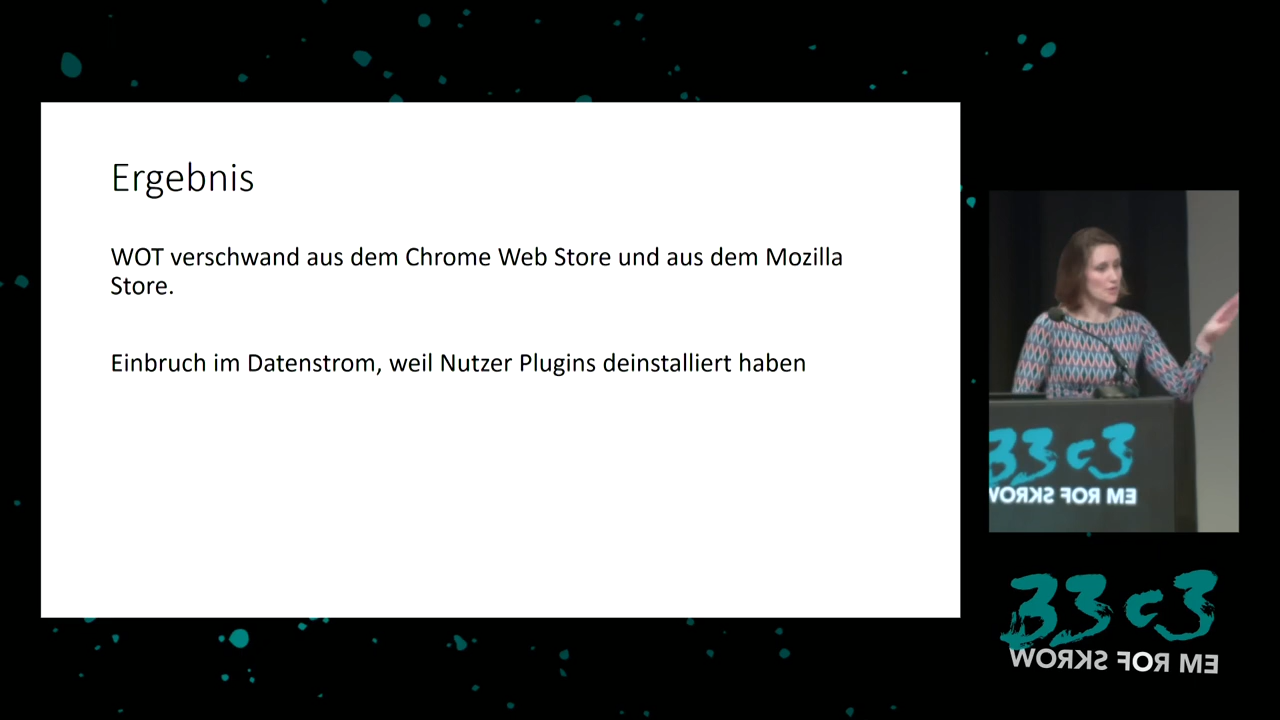 Ergebnis
WOT verschwand aus dem Chrome Web Store und aus dem Mozilla
Store.
Einbruch im Datenstrom, weil Nutzer Plugins deinstalliert haben
33c3
WORKS FOR ME
33c3
WORKS FOR ME